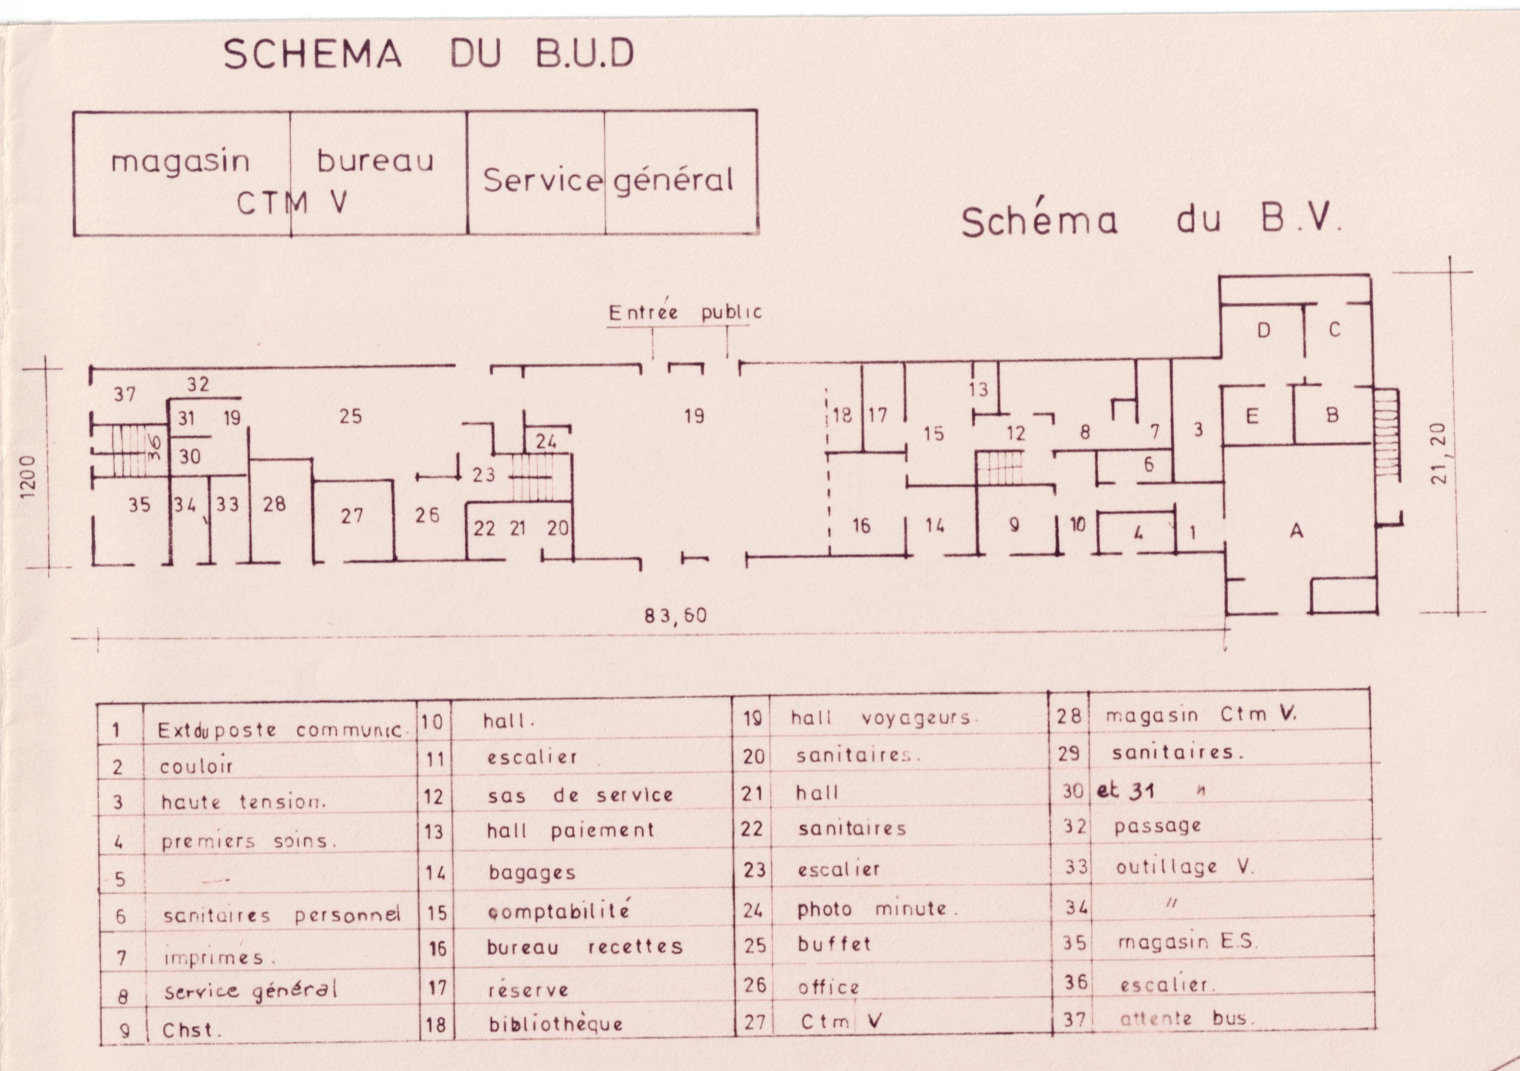 SCHEMA DU B.U.D
magasin bureau
CTM V
Service général
Schéma du B.V.
Entrée public
D C
37 32
31 19 25 19 18 17 15 13 12 8 7 3 E B
36 30 24 23 6
35 34 33 28 27 26 22 21 20 16 14 9 10 4 1 A
1200
21,20
83,60
1 Ext du poste communic.
2 couloir
3 haute tension.
4 premiers soins.
5 —
6 sanitaires personnel
7 imprimés.
8 service général
9 Chst.
10 hall.
11 escalier
12 sas de service
13 hall paiement
14 bagages
15 comptabilité
16 bureau recettes
17 réserve
18 bibliothèque
19 hall voyageurs.
20 sanitaires.
21 hall
22 sanitaires
23 escalier
24 photo minute.
25 buffet
26 office
27 Ctm V
28 magasin Ctm V.
29 sanitaires.
30 et 31 "
32 passage
33 outillage V.
34 "
35 magasin E.S.
36 escalier.
37 attente bus.